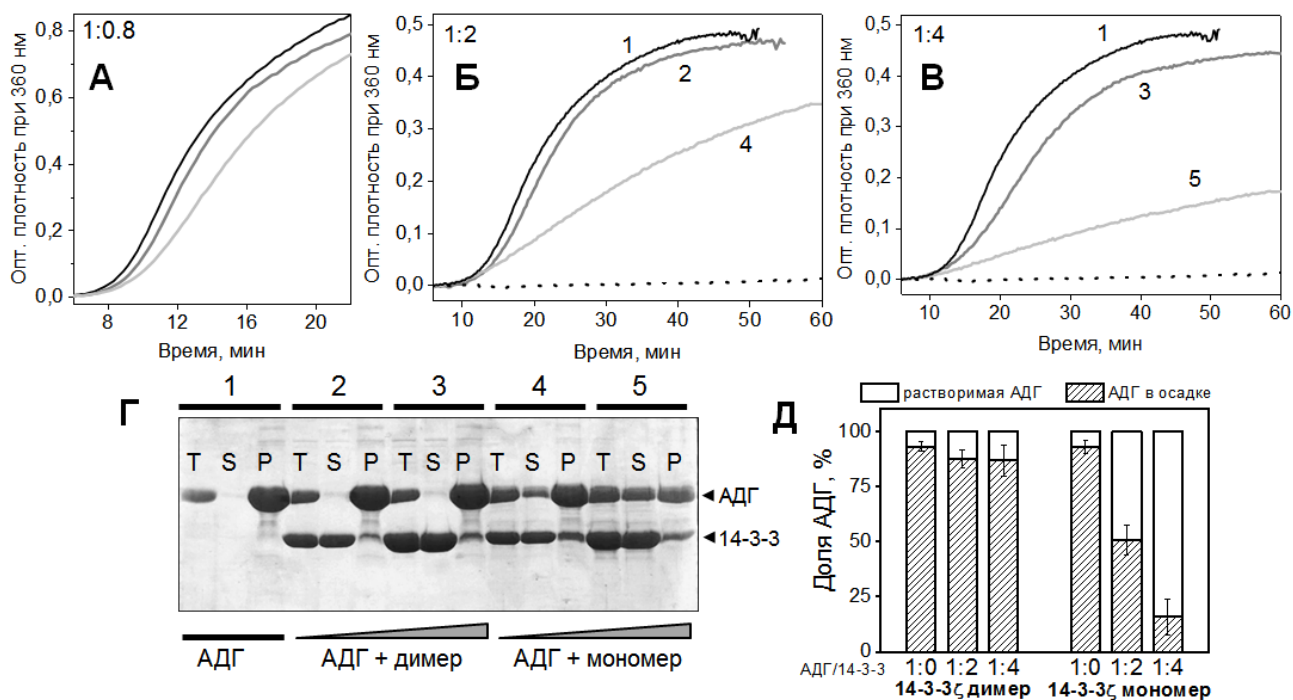 1:0.8
А
Опт. плотность при 360 нм
0,8
0,6
0,4
0,2
0,0
8 12 16 20
Время, мин
1:2
Б
Опт. плотность при 360 нм
0,5
0,4
0,3
0,2
0,1
0,0
1
2
4
10 20 30 40 50 60
Время, мин
1:4
В
Опт. плотность при 360 нм
0,5
0,4
0,3
0,2
0,1
0,0
1
3
5
10 20 30 40 50 60
Время, мин
Г
1 2 3 4 5
T S P T S P T S P T S P T S P
АДГ
14-3-3
АДГ АДГ + димер АДГ + мономер
Д
растворимая АДГ АДГ в осадке
Доля АДГ, %
100
75
50
25
0
АДГ/14-3-3 1:0 1:2 1:4 1:0 1:2 1:4
14-3-3ζ димер 14-3-3ζ мономер